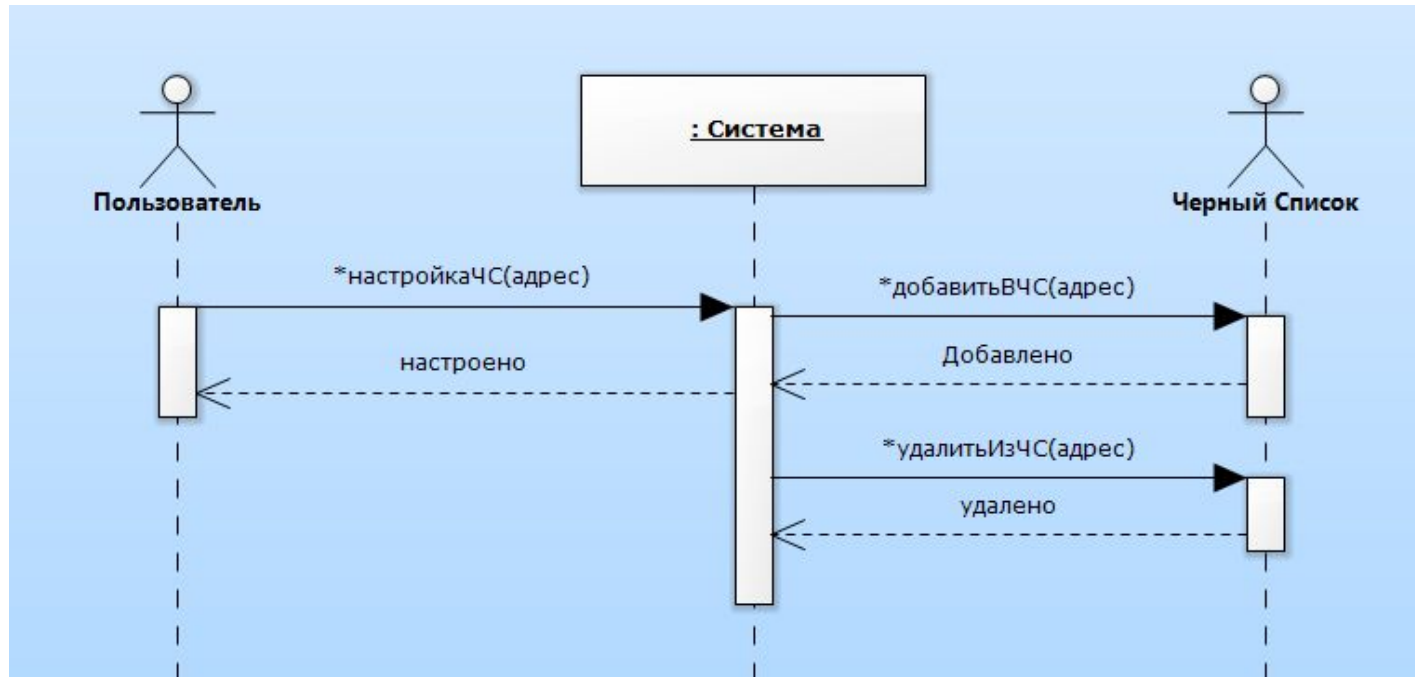 : Система
Пользователь
Черный Список
*настройкаЧС(адрес)
*добавитьВЧС(адрес)
настроено
Добавлено
*удалитьИзЧС(адрес)
удалено